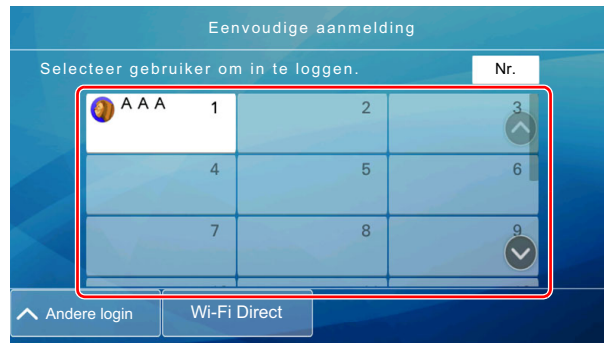 Eenvoudige aanmelding
Selecteer gebruiker om in te loggen.
Nr.
A A A 1 2 3
4 5 6
7 8 9
Andere login Wi-Fi Direct